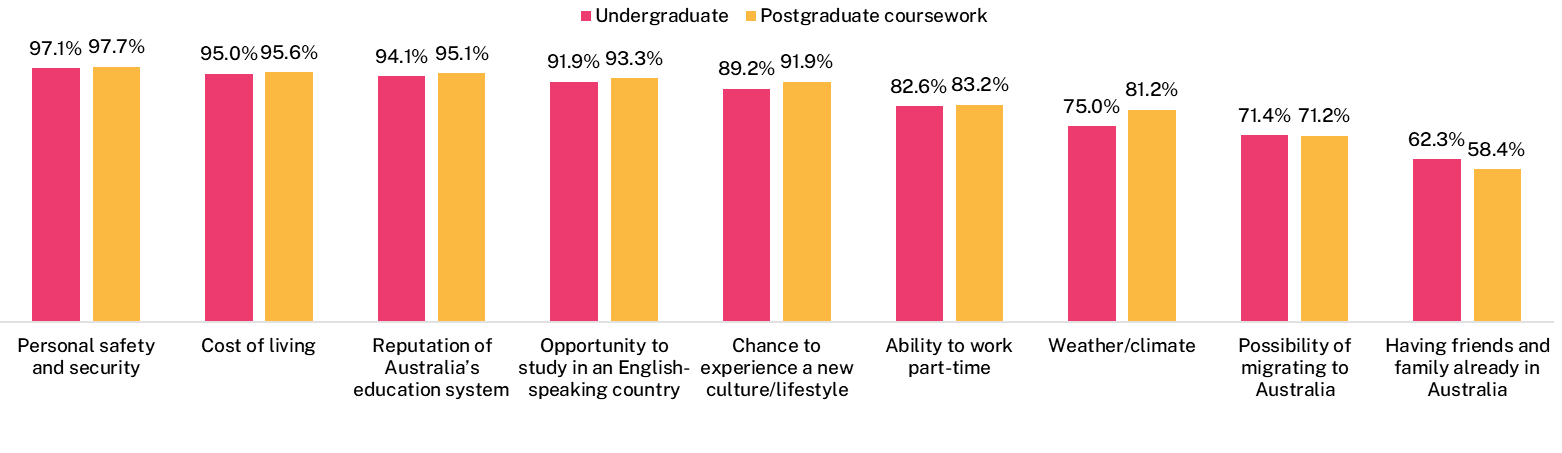 Undergraduate Postgraduate coursework
97.1% 97.7% 95.0% 95.6% 94.1% 95.1% 91.9% 93.3% 89.2% 91.9% 82.6% 83.2% 75.0% 81.2% 71.4% 71.2% 62.3% 58.4%
Personal safety
and security
Cost of living
Reputation of
Australia’s
education system
Opportunity to
study in an English-
speaking country
Chance to
experience a new
culture/lifestyle
Ability to work
part-time
Weather/climate
Possibility of
migrating to
Australia
Having friends and
family already in
Australia